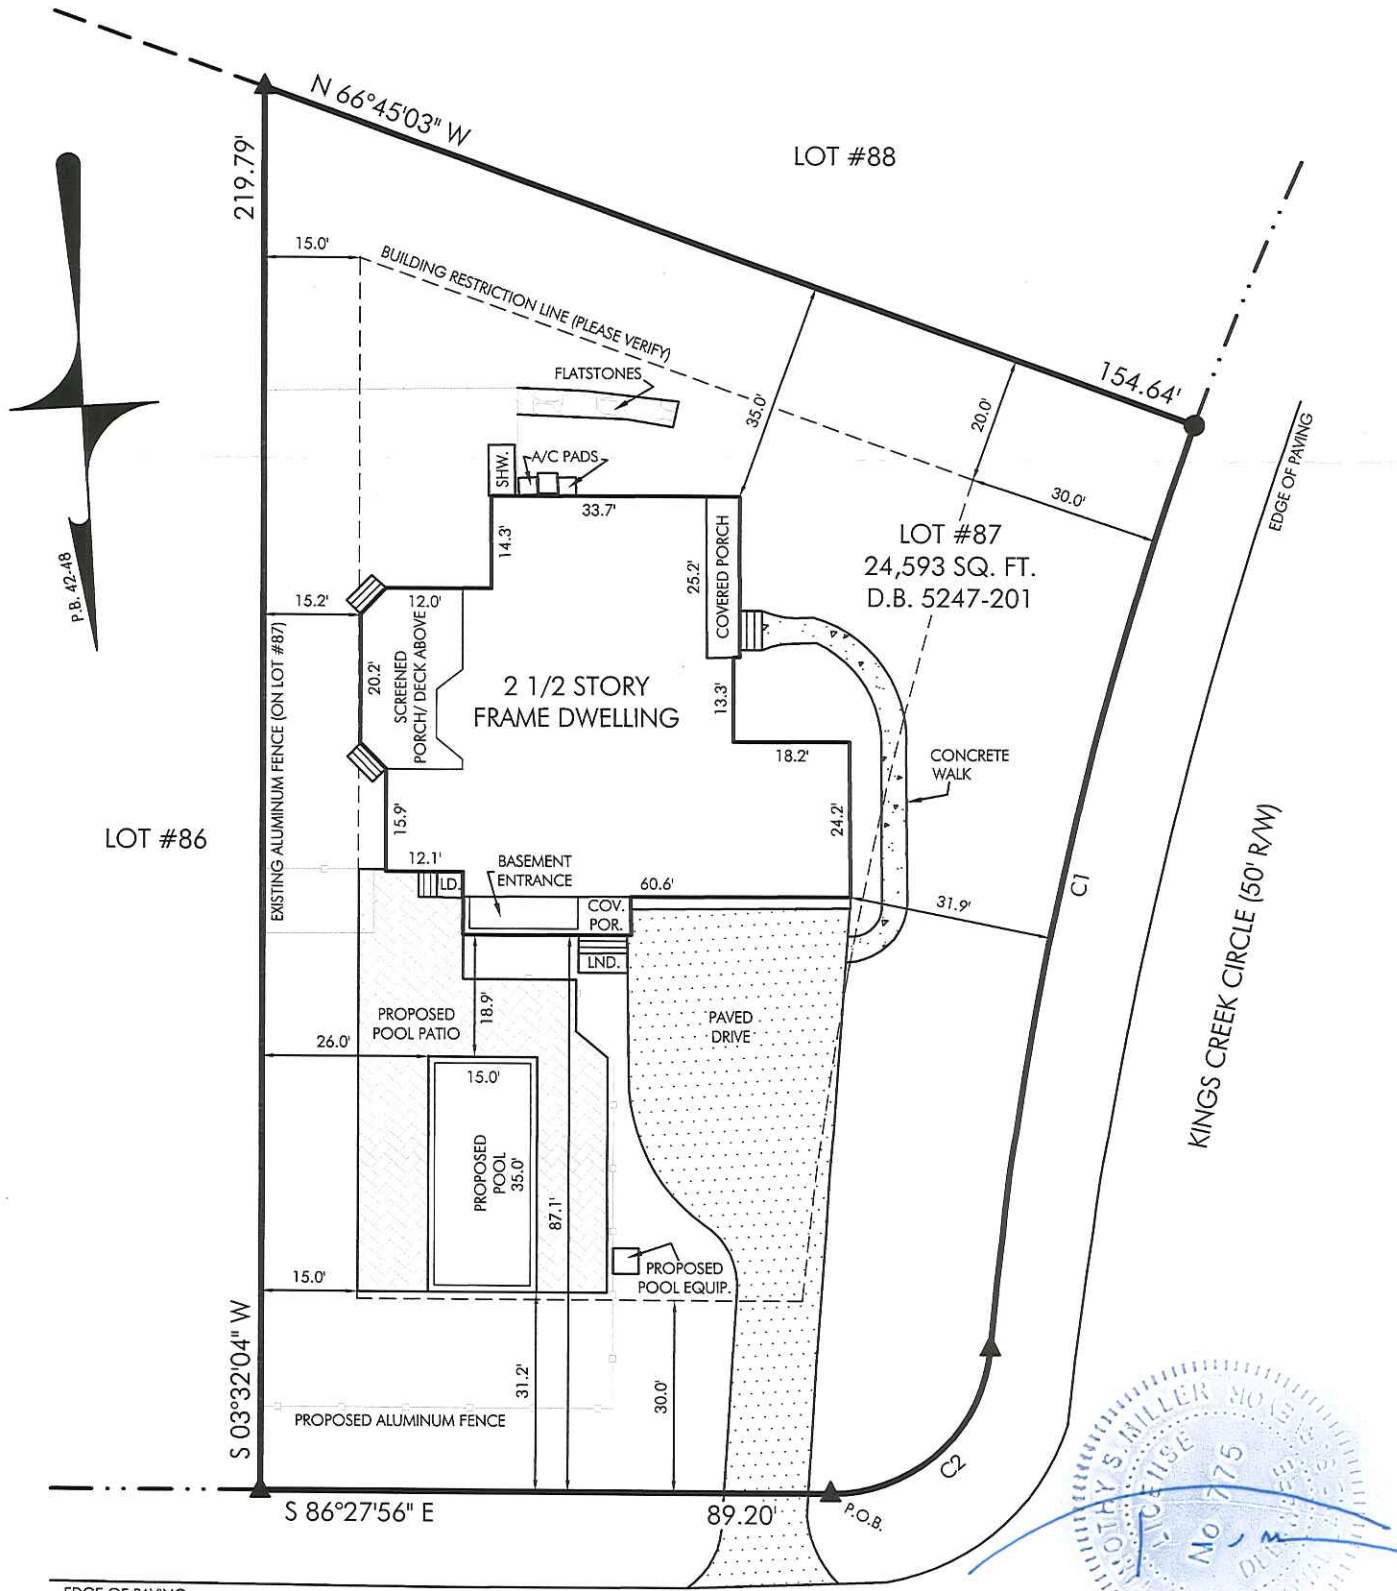 N 66°45'03" W
LOT #88
219.79'
15.0'
BUILDING RESTRICTION LINE (PLEASE VERIFY)
154.64'
FLATSTONES
35.0'
20.0'
EDGE OF PAVING
SHW.
A/C PADS
33.7'
30.0'
LOT #87
24,593 SQ. FT.
D.B. 5247-201
14.3'
25.2'
COVERED PORCH
P.B. 42-48
15.2'
12.0'
EXISTING ALUMINUM FENCE (ON LOT #87)
20.2'
SCREENED
PORCH/ DECK ABOVE
2 1/2 STORY
FRAME DWELLING
13.3'
18.2'
CONCRETE
WALK
LOT #86
15.9'
24.2'
12.1'
BASEMENT
ENTRANCE
LD.
60.6'
COV.
POR.
C1
31.9'
KINGS CREEK CIRCLE (50' R/W)
LND.
PROPOSED
POOL PATIO
18.9'
PAVED
DRIVE
26.0'
15.0'
PROPOSED
POOL
35.0'
87.1'
15.0'
PROPOSED
POOL EQUIP.
S 03°32'04" W
31.2'
30.0'
PROPOSED ALUMINUM FENCE
C2
S 86°27'56" E
89.20'
P.O.B.
EDGE OF PAVING
S. MILLER
LICENSE
No 775